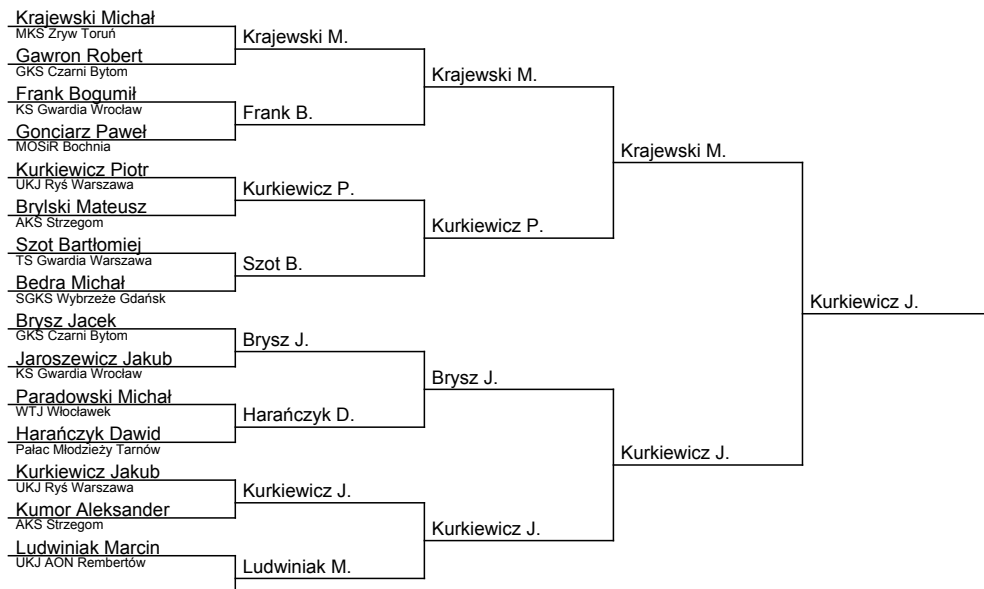 Krajewski Michał
MKS Zryw Toruń
Krajewski M.
Gawron Robert
GKS Czarni Bytom
Krajewski M.
Frank Bogumił
KS Gwardia Wrocław
Frank B.
Gonciarz Paweł
MOSiR Bochnia
Krajewski M.
Kurkiewicz Piotr
UKJ Ryś Warszawa
Kurkiewicz P.
Brylski Mateusz
AKS Strzegom
Kurkiewicz P.
Szot Bartłomiej
TS Gwardia Warszawa
Szot B.
Bedra Michał
SGKS Wybrzeże Gdańsk
Kurkiewicz J.
Brysz Jacek
GKS Czarni Bytom
Brysz J.
Jaroszewicz Jakub
KS Gwardia Wrocław
Brysz J.
Paradowski Michał
WTJ Włocławek
Harańczyk D.
Harańczyk Dawid
Pałac Młodzieży Tarnów
Kurkiewicz J.
Kurkiewicz Jakub
UKJ Ryś Warszawa
Kurkiewicz J.
Kumor Aleksander
AKS Strzegom
Kurkiewicz J.
Ludwiniak Marcin
UKJ AON Rembertów
Ludwiniak M.